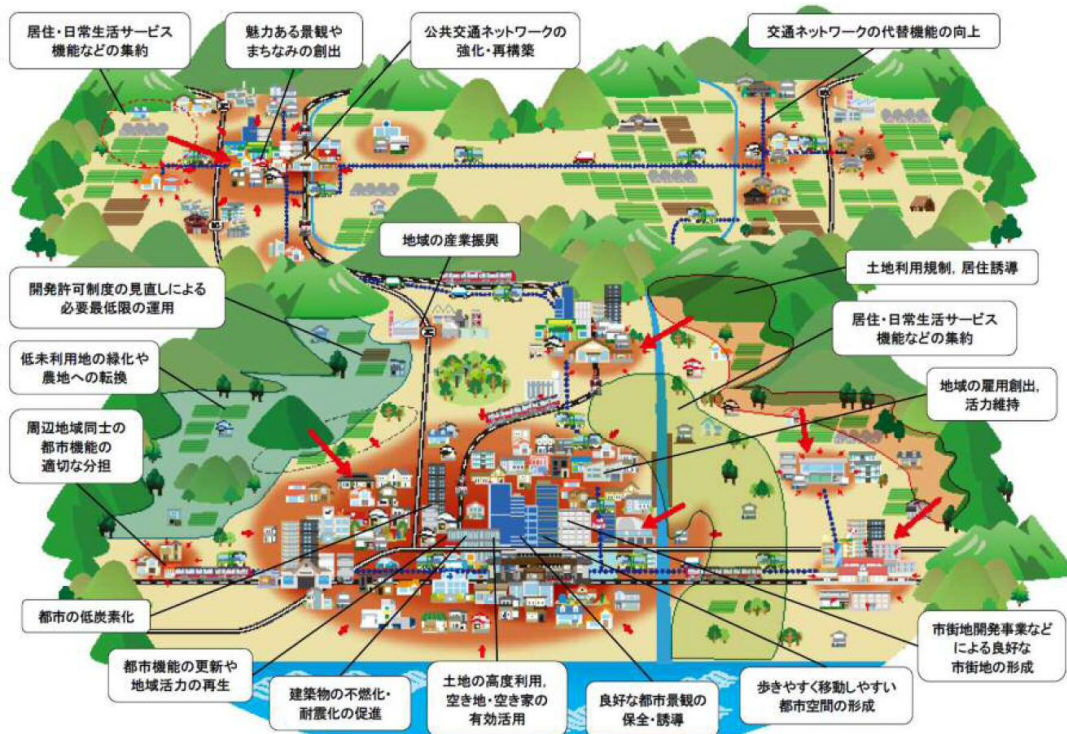 居住・日常生活サービス
機能などの集約
魅力ある景観や
まちなみの創出
公共交通ネットワークの
強化・再構築
交通ネットワークの代替機能の向上
地域の産業振興
土地利用規制，居住誘導
開発許可制度の見直しによる
必要最低限の運用
居住・日常生活サービス
機能などの集約
低未利用地の緑化や
農地への転換
地域の雇用創出，
活力維持
周辺地域同士の
都市機能の
適切な分担
都市の低炭素化
市街地開発事業など
による良好な
市街地の形成
都市機能の更新や
地域活力の再生
建築物の不燃化・
耐震化の促進
土地の高度利用，
空き地・空き家の
有効活用
良好な都市景観の
保全・誘導
歩きやすく移動しやすい
都市空間の形成